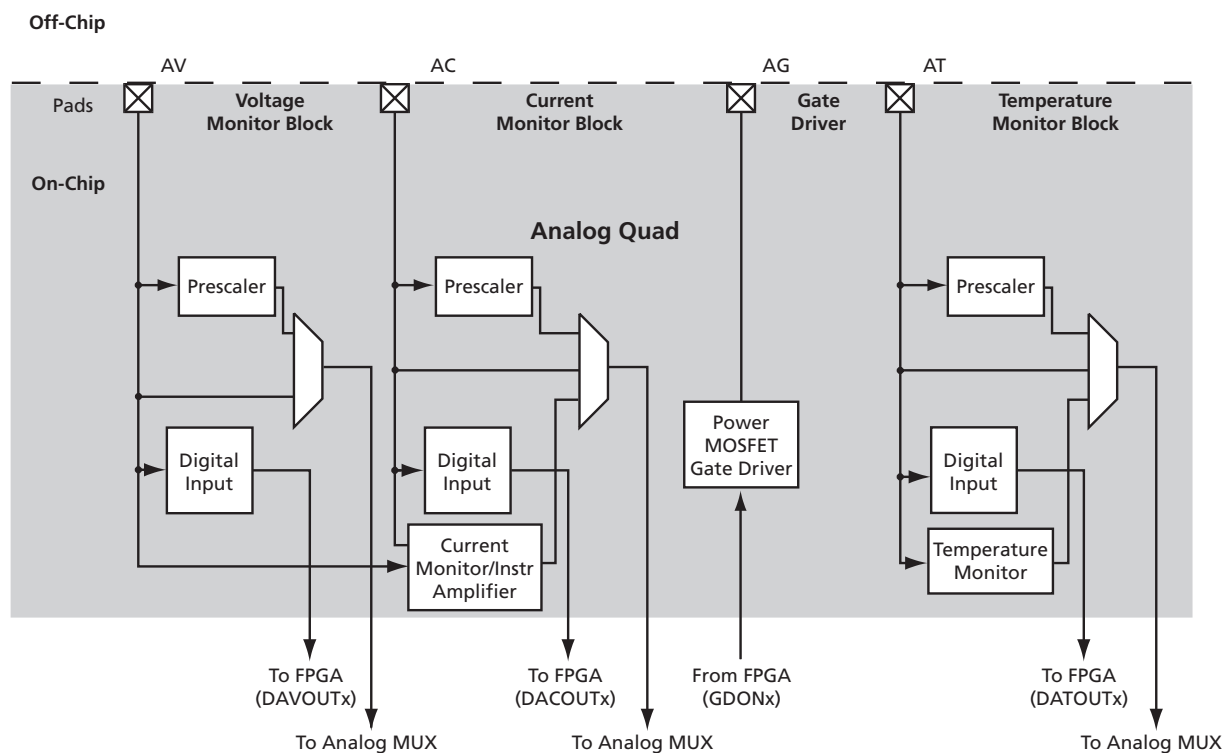 Off-Chip
AV
AC
AG
AT
Pads
Voltage
Monitor Block
Current
Monitor Block
Gate
Driver
Temperature
Monitor Block
On-Chip
Analog Quad
Prescaler
Prescaler
Prescaler
Power
MOSFET
Gate Driver
Digital
Input
Digital
Input
Digital
Input
Current
Monitor/Instr
Amplifier
Temperature
Monitor
To FPGA
(DAVOUTx)
To FPGA
(DACOUTx)
From FPGA
(GDONx)
To FPGA
(DATOUTx)
To Analog MUX
To Analog MUX
To Analog MUX